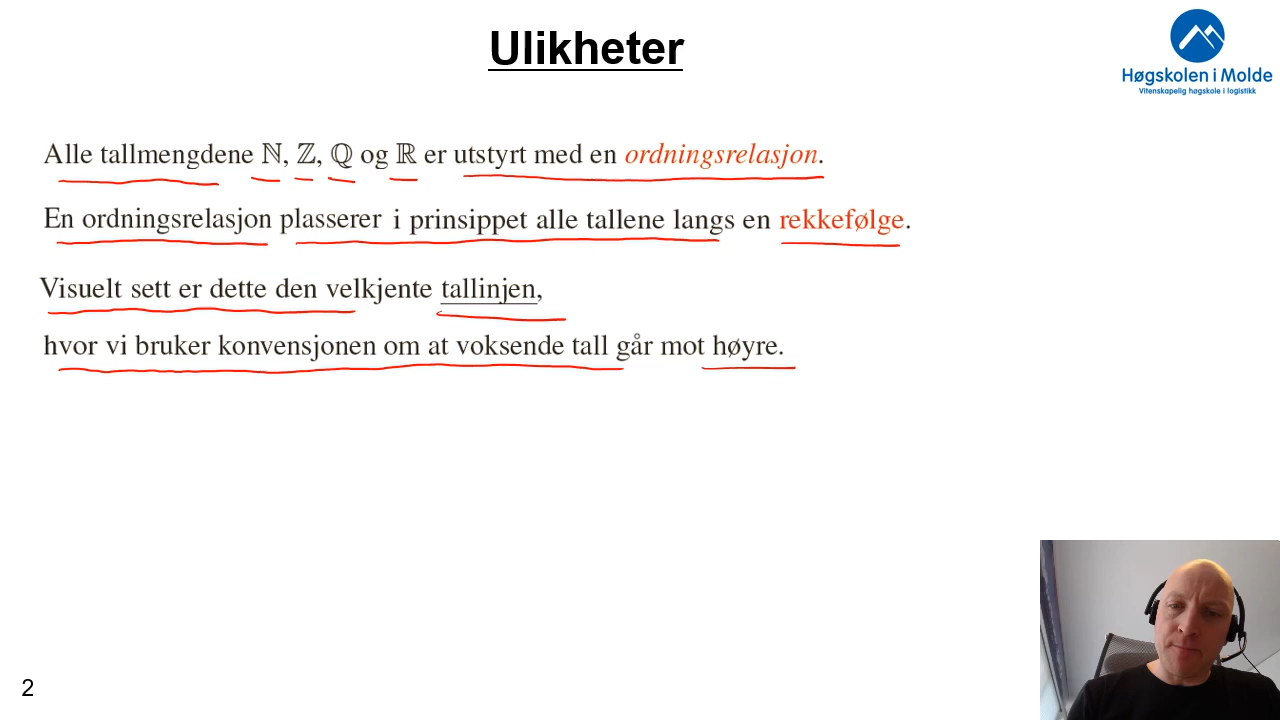 Ulikheter
Høgskolen i Molde
Vitenskapelig høgskole i logistikk
Alle tallmengdene ℕ, ℤ, ℚ og ℝ er utstyrt med en ordningsrelasjon.
En ordningsrelasjon plasserer i prinsippet alle tallene langs en rekkefølge.
Visuelt sett er dette den velkjente tallinjen,
hvor vi bruker konvensjonen om at voksende tall går mot høyre.
2